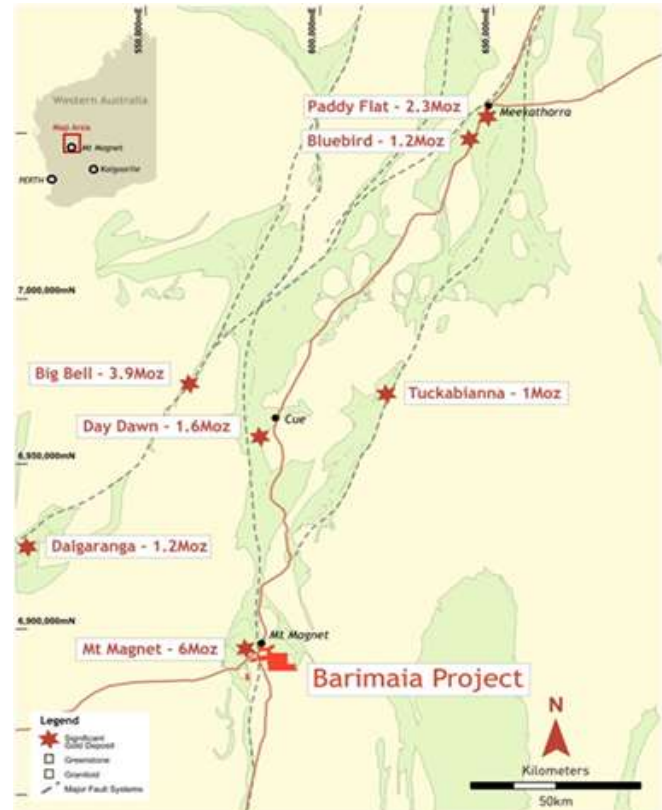 550,000mE
600,000mE
650,000mE
Western Australia
Map Area
Mt Magnet
Kalgoorlie
PERTH
Paddy Flat - 2.3Moz
Meekatharra
Bluebird - 1.2Moz
7,000,000mN
Big Bell - 3.9Moz
Tuckabianna - 1Moz
Cue
Day Dawn - 1.6Moz
6,950,000mN
Dalgaranga - 1.2Moz
6,900,000mN
Mt Magnet
Mt Magnet - 6Moz
Barimaia Project
N
Legend
Significant
Gold Deposit
Greenstone
Granitoid
Major Fault Systems
Kilometers
50km